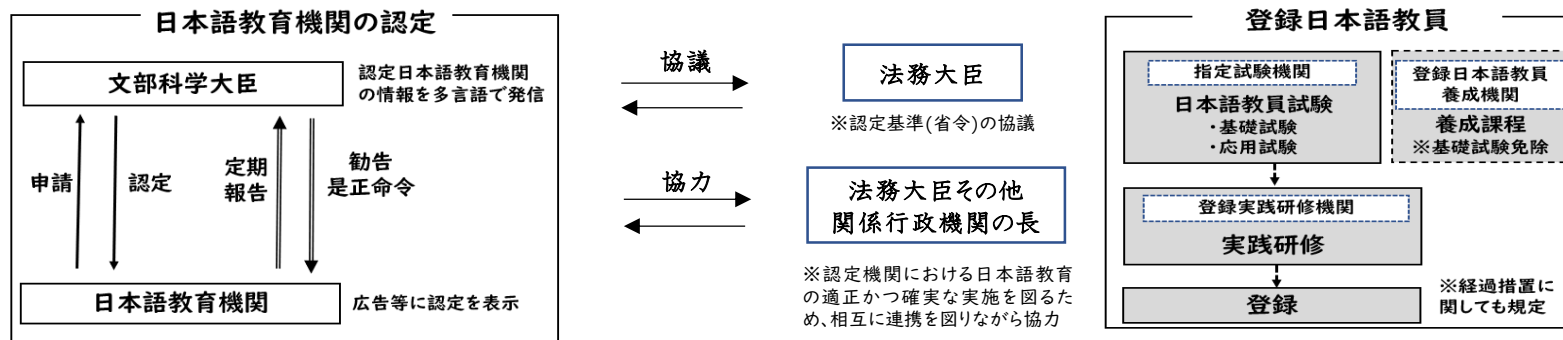 日本語教育機関の認定
文部科学大臣
認定日本語教育機関
の情報を多言語で発信
申請
認定
定期
報告
勧告
是正命令
日本語教育機関
広告等に認定を表示
協議
法務大臣
※認定基準(省令)の協議
協力
法務大臣その他
関係行政機関の長
※認定機関における日本語教育
の適正かつ確実な実施を図るた
め、相互に連携を図りながら協力
登録日本語教員
指定試験機関
日本語教員試験
・基礎試験
・応用試験
登録日本語教員
養成機関
養成課程
※基礎試験免除
登録実践研修機関
実践研修
登録
※経過措置に
関しても規定